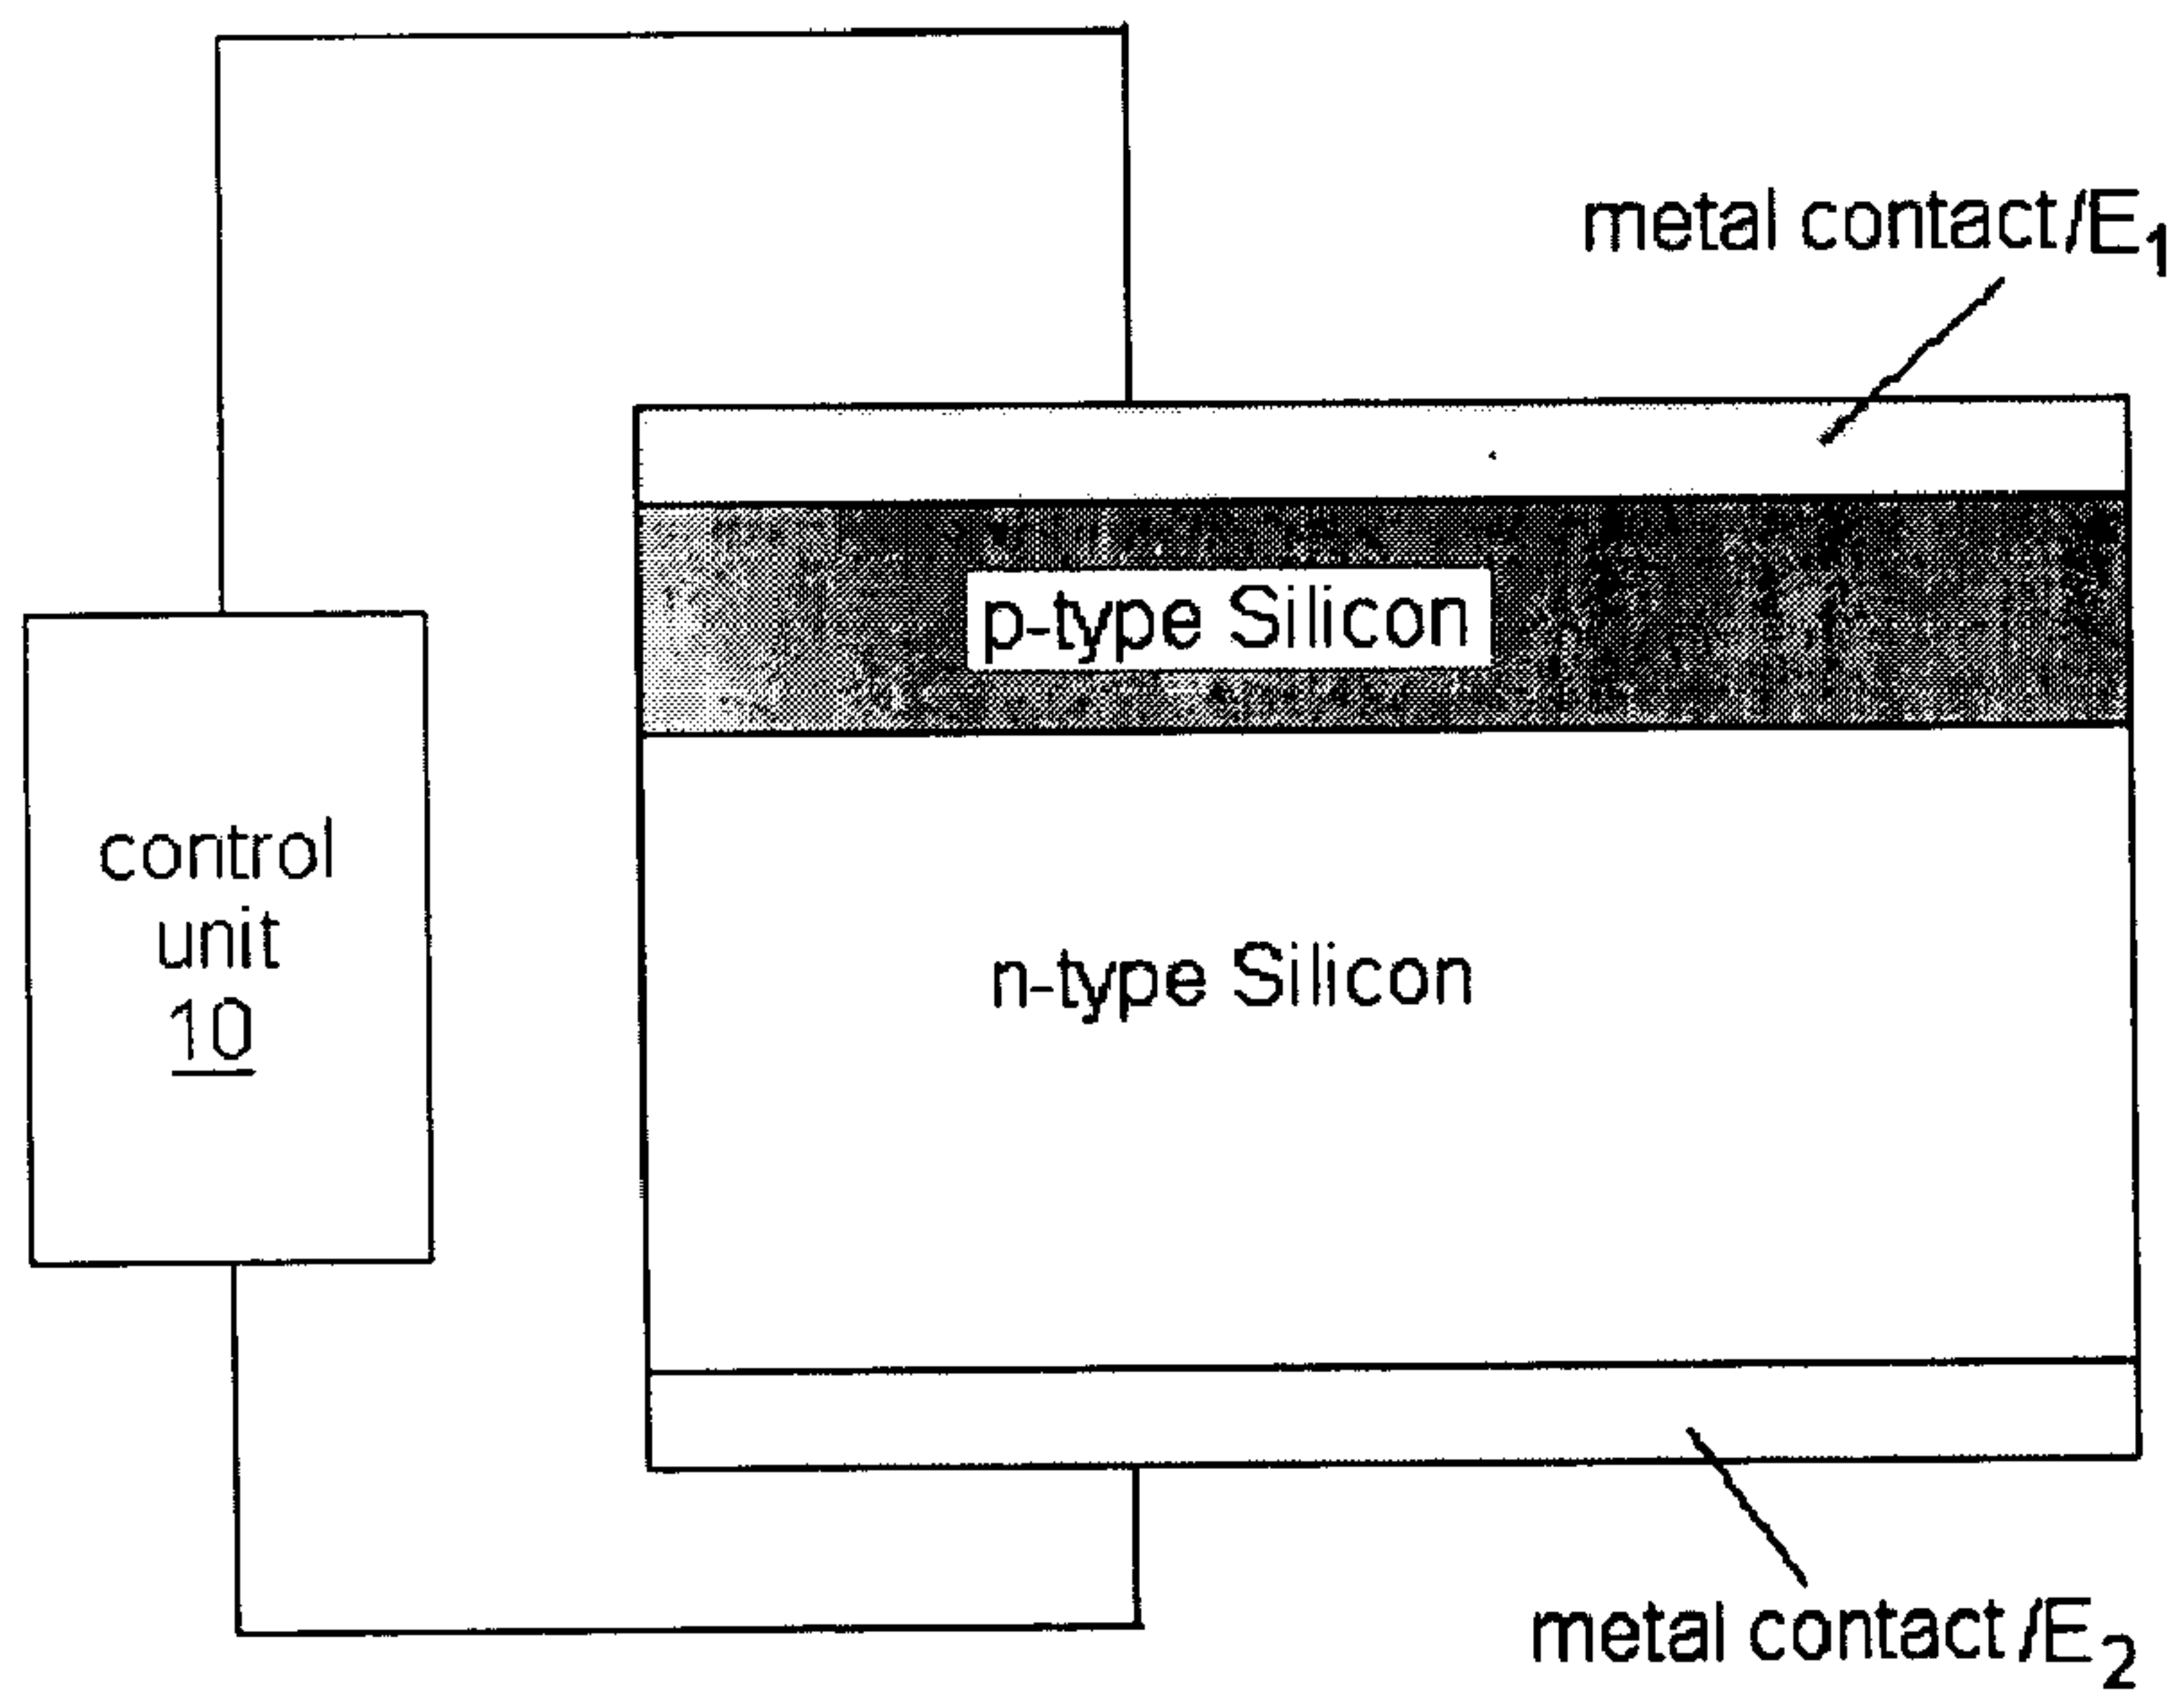 metal contact/E1
p-type Silicon
control
unit
10
n-type Silicon
metal contact/E2